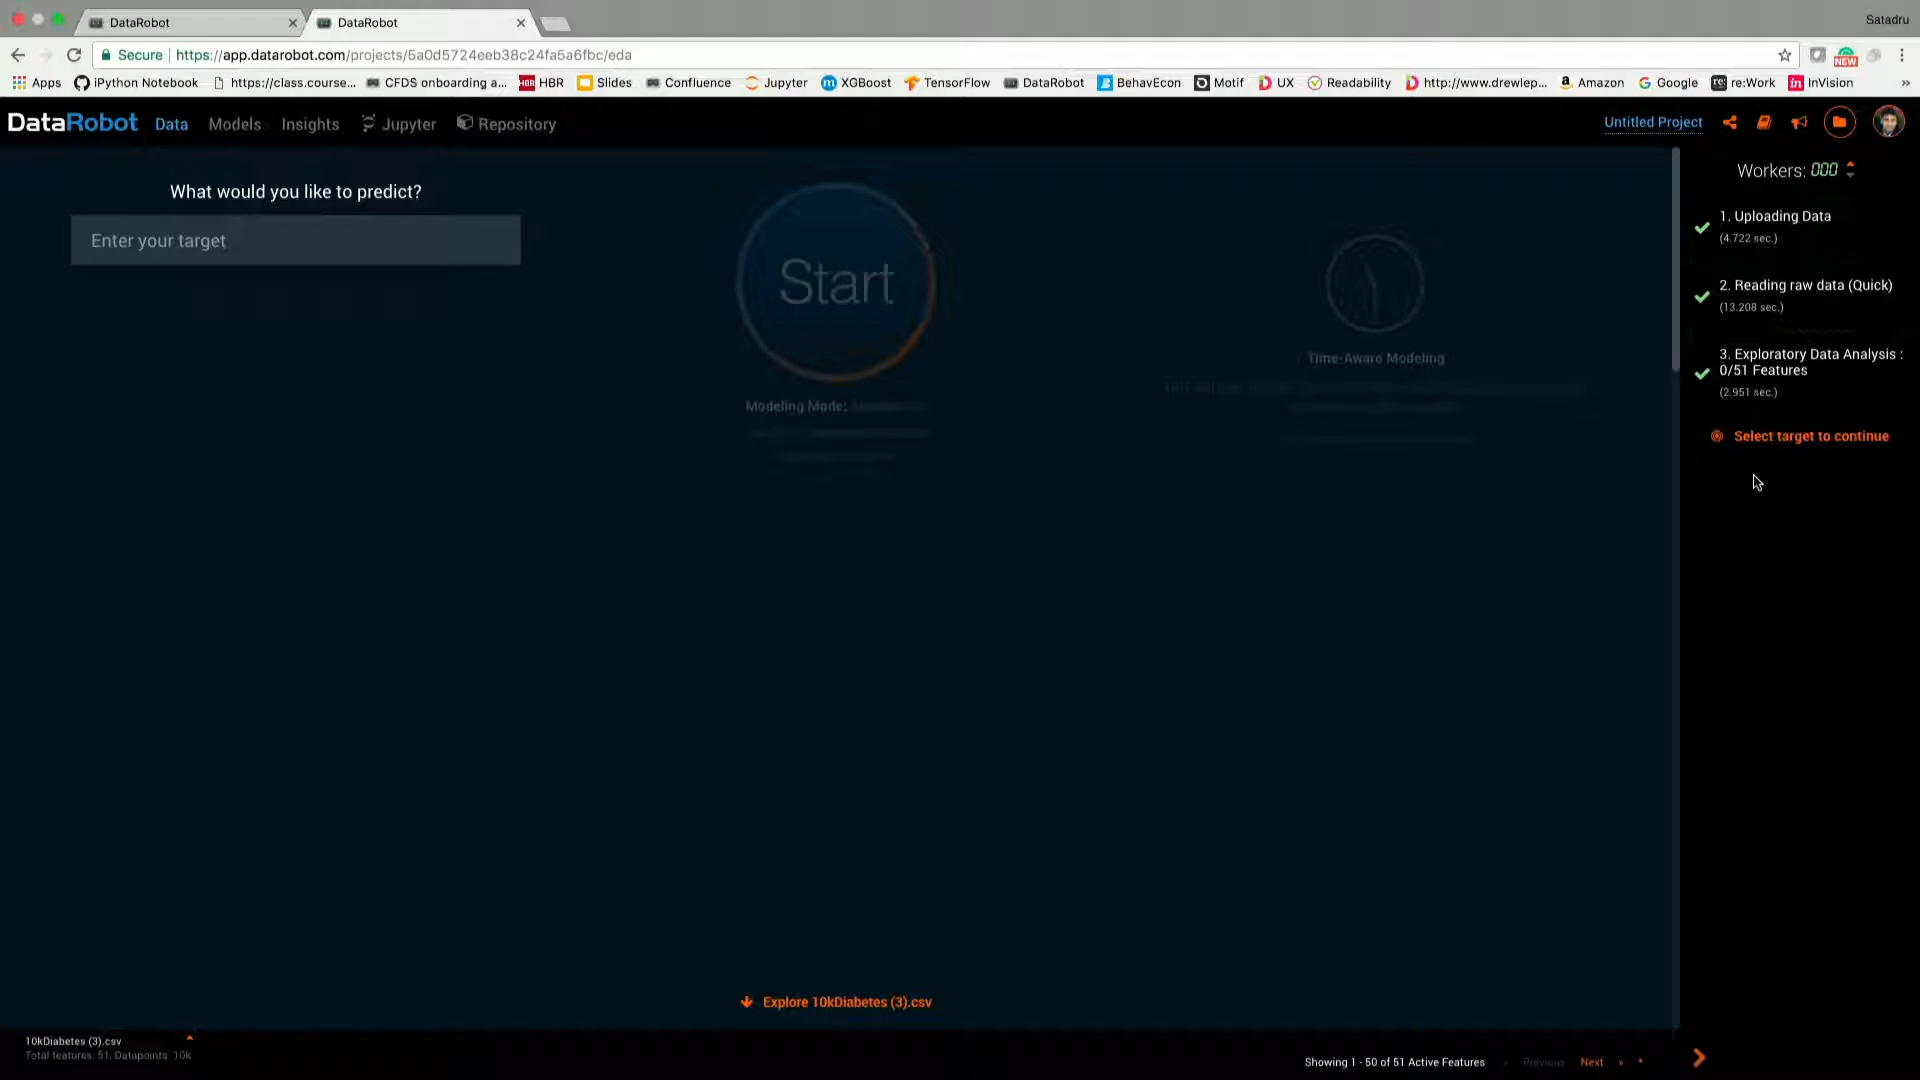 DataRobot
DataRobot
Satadru
Secure https://app.datarobot.com/projects/5a0d5724eeb38c24fa5a6fbc/eda
NEW
Apps iPython Notebook https://class.course... CFDS onboarding a... HBR HBR Slides Confluence Jupyter m XGBoost TensorFlow DataRobot BehavEcon Motif UX Readability http://www.drewlep... Amazon Google re: re:Work in InVision »
DataRobot Data Models Insights Jupyter Repository
Untitled Project
What would you like to predict?
Enter your target
Start
Modeling Mode:
Time-Aware Modeling
Workers: 000
1. Uploading Data
(4.722 sec.)
2. Reading raw data (Quick)
(13.208 sec.)
3. Exploratory Data Analysis :
0/51 Features
(2.951 sec.)
Select target to continue
Explore 10kDiabetes (3).csv
10kDiabetes (3).csv
Total features: 51, Datapoints: 10k
Showing 1 - 50 of 51 Active Features Previous Next